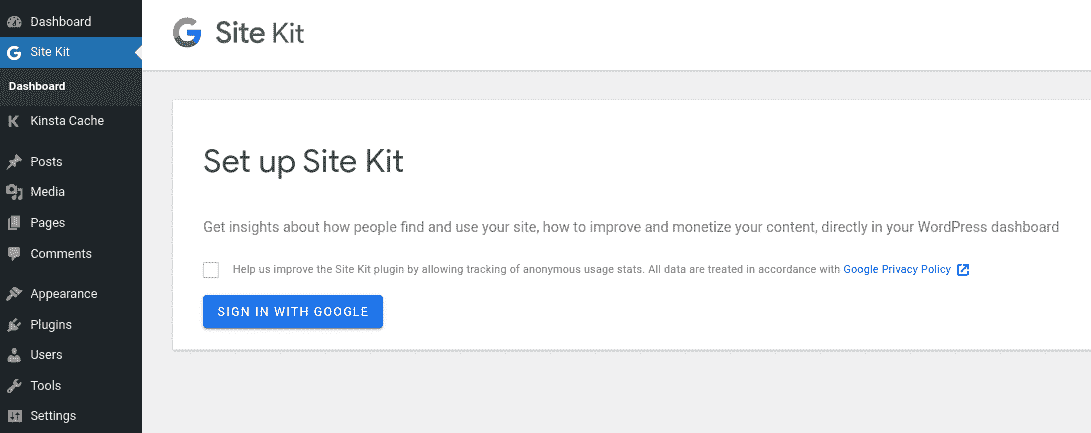 Dashboard
Site Kit
Dashboard
Kinsta Cache
Posts
Media
Pages
Comments
Appearance
Plugins
Users
Tools
Settings
Site Kit
Set up Site Kit
Get insights about how people find and use your site, how to improve and monetize your content, directly in your WordPress dashboard
Help us improve the Site Kit plugin by allowing tracking of anonymous usage stats. All data are treated in accordance with Google Privacy Policy
SIGN IN WITH GOOGLE